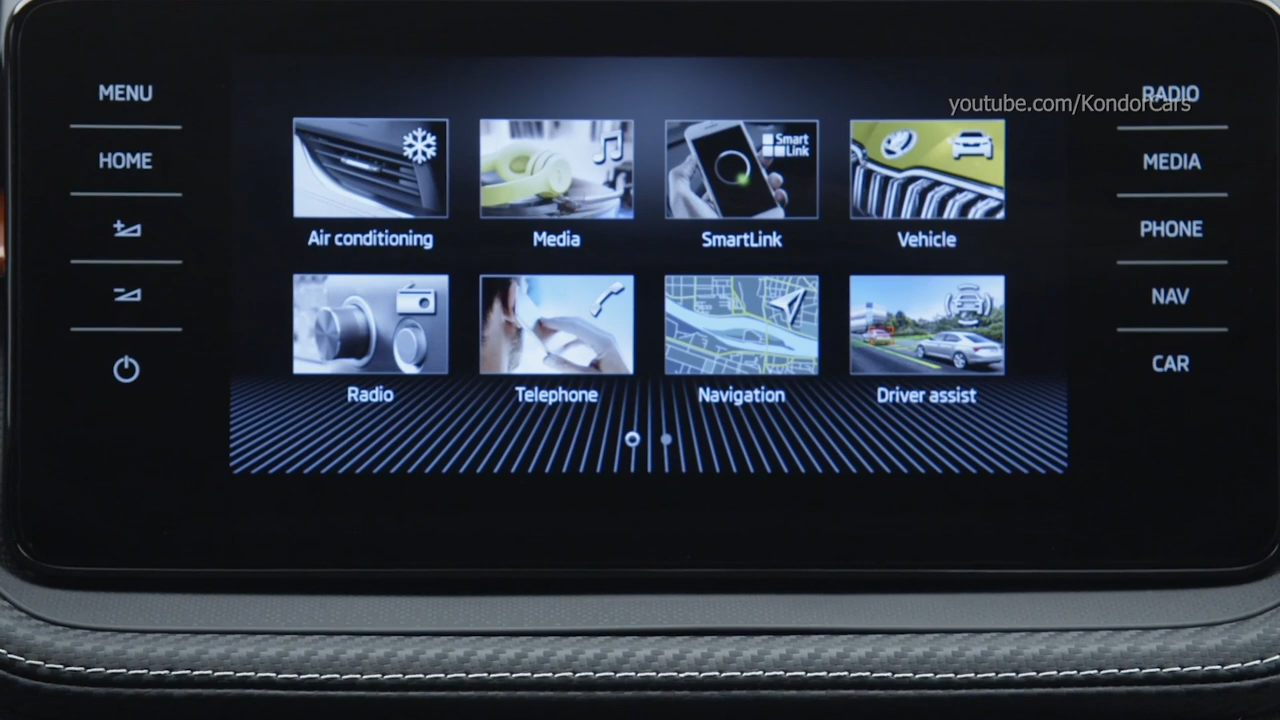 MENU
HOME
youtube.com/KondorCars
RADIO
MEDIA
PHONE
NAV
CAR
Smart
Link
Air conditioning
Media
SmartLink
Vehicle
Radio
Telephone
Navigation
Driver assist